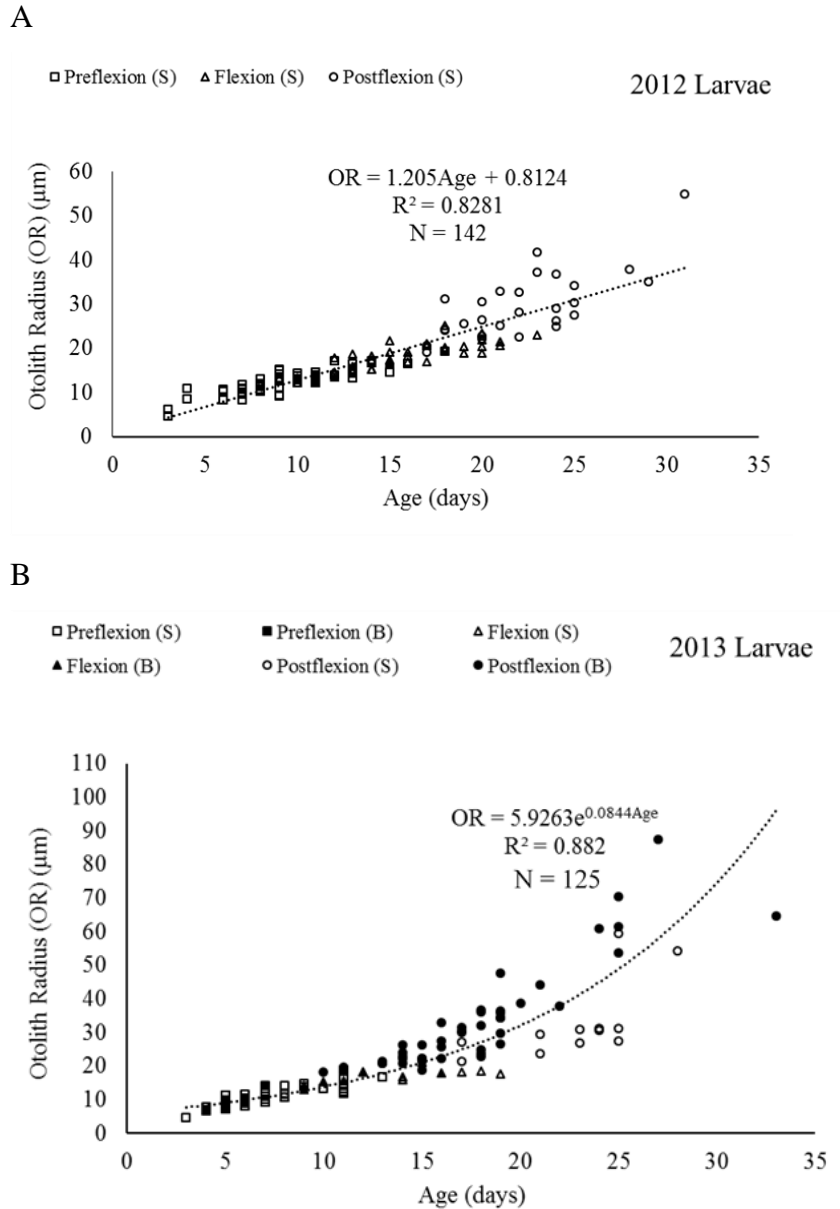 A
Preflexion (S) Flexion (S) Postflexion (S)
2012 Larvae
OR = 1.205Age + 0.8124
R² = 0.8281
N = 142
Otolith Radius (OR) (µm)
60
50
40
30
20
10
0
0 5 10 15 20 25 30 35
Age (days)
B
Preflexion (S) Preflexion (B) Flexion (S)
Flexion (B) Postflexion (S) Postflexion (B)
2013 Larvae
OR = 5.9263e^0.0844Age
R² = 0.882
N = 125
Otolith Radius (OR) (µm)
110
100
90
80
70
60
50
40
30
20
10
0
0 5 10 15 20 25 30 35
Age (days)